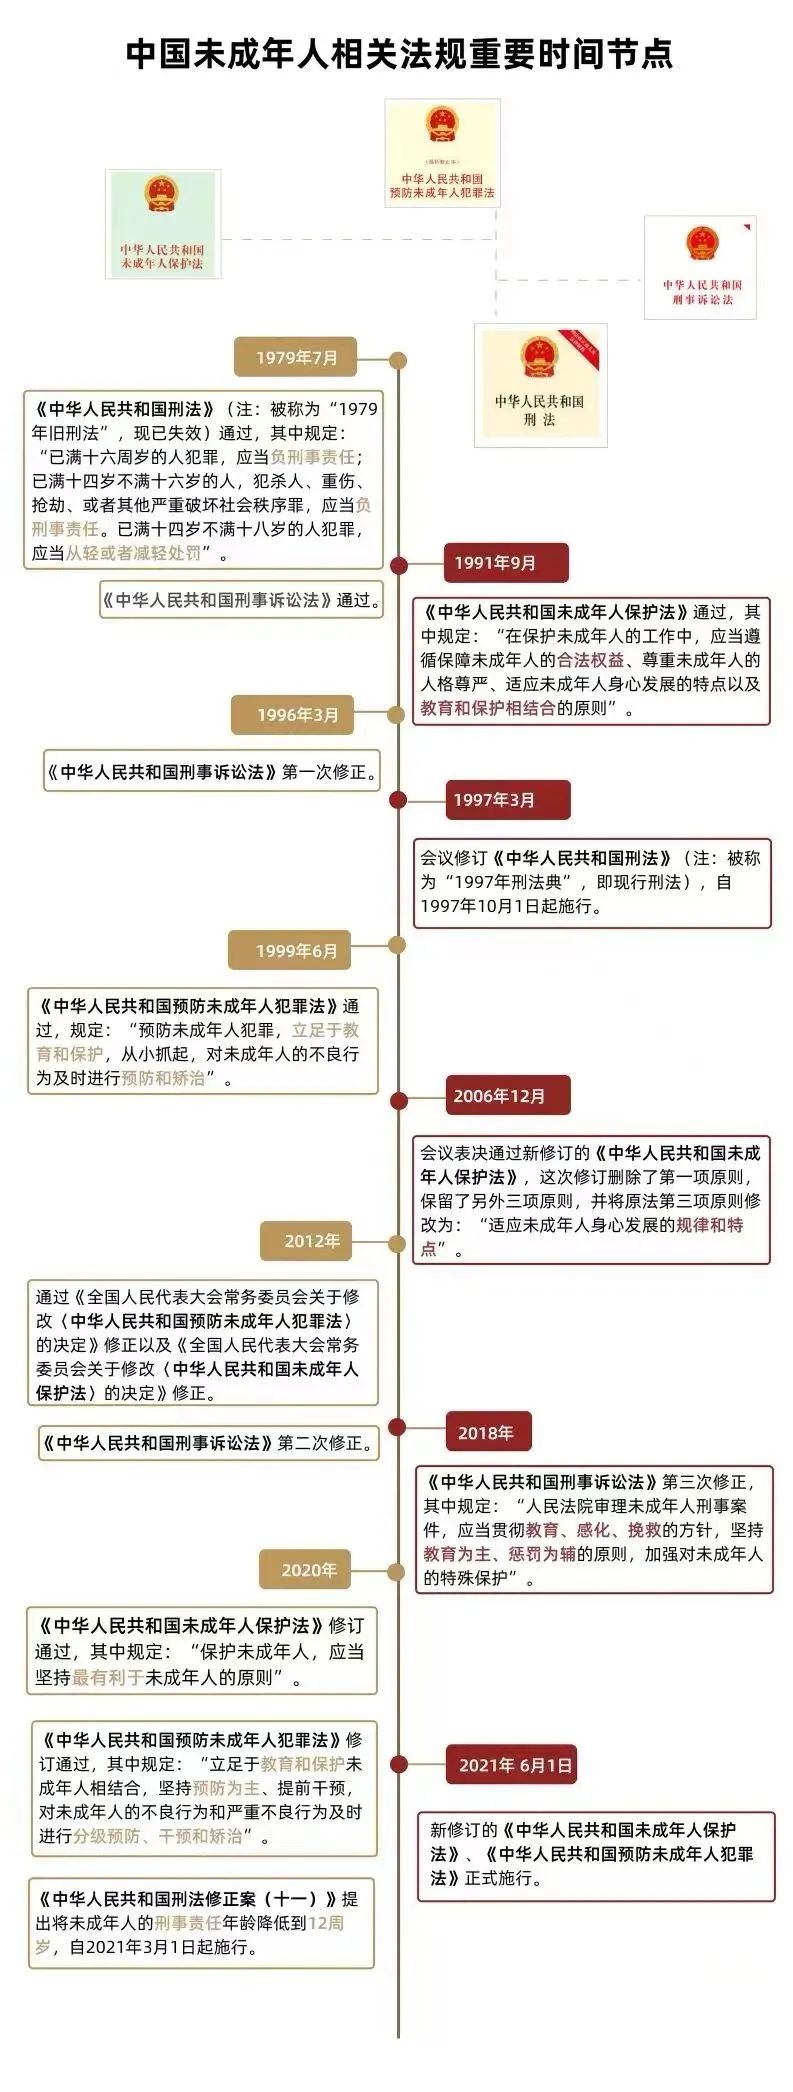 中国未成年人相关法规重要时间节点
中华人民共和国
预防未成年人犯罪法
中华人民共和国
未成年人保护法
中华人民共和国
刑事诉讼法
中华人民共和国
刑 法
1979年7月
《中华人民共和国刑法》（注：被称为“1979
年旧刑法”，现已失效）通过，其中规定：
“已满十六周岁的人犯罪，应当负刑事责任；
已满十四岁不满十六岁的人，犯杀人、重伤、
抢劫、或者其他严重破坏社会秩序罪，应当负
刑事责任。已满十四岁不满十八岁的人犯罪，
应当从轻或者减轻处罚”。
《中华人民共和国刑事诉讼法》通过。
1991年9月
《中华人民共和国未成年人保护法》通过，其
中规定：“在保护未成年人的工作中，应当遵
循保障未成年人的合法权益、尊重未成年人的
人格尊严、适应未成年人身心发展的特点以及
教育和保护相结合的原则”。
1996年3月
《中华人民共和国刑事诉讼法》第一次修正。
1997年3月
会议修订《中华人民共和国刑法》（注：被称
为“1997年刑法典”，即现行刑法），自
1997年10月1日起施行。
1999年6月
《中华人民共和国预防未成年人犯罪法》通
过，规定：“预防未成年人犯罪，立足于教
育和保护，从小抓起，对未成年人的不良行
为及时进行预防和矫治”。
2006年12月
会议表决通过新修订的《中华人民共和国未成
年人保护法》，这次修订删除了第一项原则，
保留了另外三项原则，并将原法第三项原则修
改为：“适应未成年人身心发展的规律和特
点”。
2012年
通过《全国人民代表大会常务委员会关于修
改〈中华人民共和国预防未成年人犯罪法〉
的决定》修正以及《全国人民代表大会常务
委员会关于修改〈中华人民共和国未成年人
保护法〉的决定》修正。
《中华人民共和国刑事诉讼法》第二次修正。
2018年
《中华人民共和国刑事诉讼法》第三次修正，
其中规定：“人民法院审理未成年人刑事案
件，应当贯彻教育、感化、挽救的方针，坚持
教育为主、惩罚为辅的原则，加强对未成年人
的特殊保护”。
2020年
《中华人民共和国未成年人保护法》修订
通过，其中规定：“保护未成年人，应当
坚持最有利于未成年人的原则”。
《中华人民共和国预防未成年人犯罪法》修
订通过，其中规定：“立足于教育和保护未
成年人相结合，坚持预防为主、提前干预，
对未成年人的不良行为和严重不良行为及时
进行分级预防、干预和矫治”。
《中华人民共和国刑法修正案（十一）》提
出将未成年人的刑事责任年龄降低到12周
岁，自2021年3月1日起施行。
2021年 6月1日
新修订的《中华人民共和国未成年人保护
法》、《中华人民共和国预防未成年人犯罪
法》正式施行。